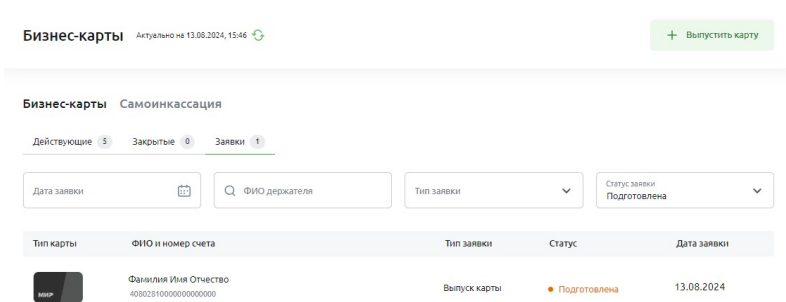 Бизнес-карты Актуально на 13.08.2024, 15:46 + Выпустить карту
Бизнес-карты Самоинкассация
Действующие 5 Закрытые 0 Заявки 1
Статус заявки
Дата заявки ФИО держателя Тип заявки Подготовлена
Тип карты ФИО и номер счета Тип заявки Статус Дата заявки
Фамилия Имя Отчество
МИР 40802810000000000000 Выпуск карты Подготовлена 13.08.2024